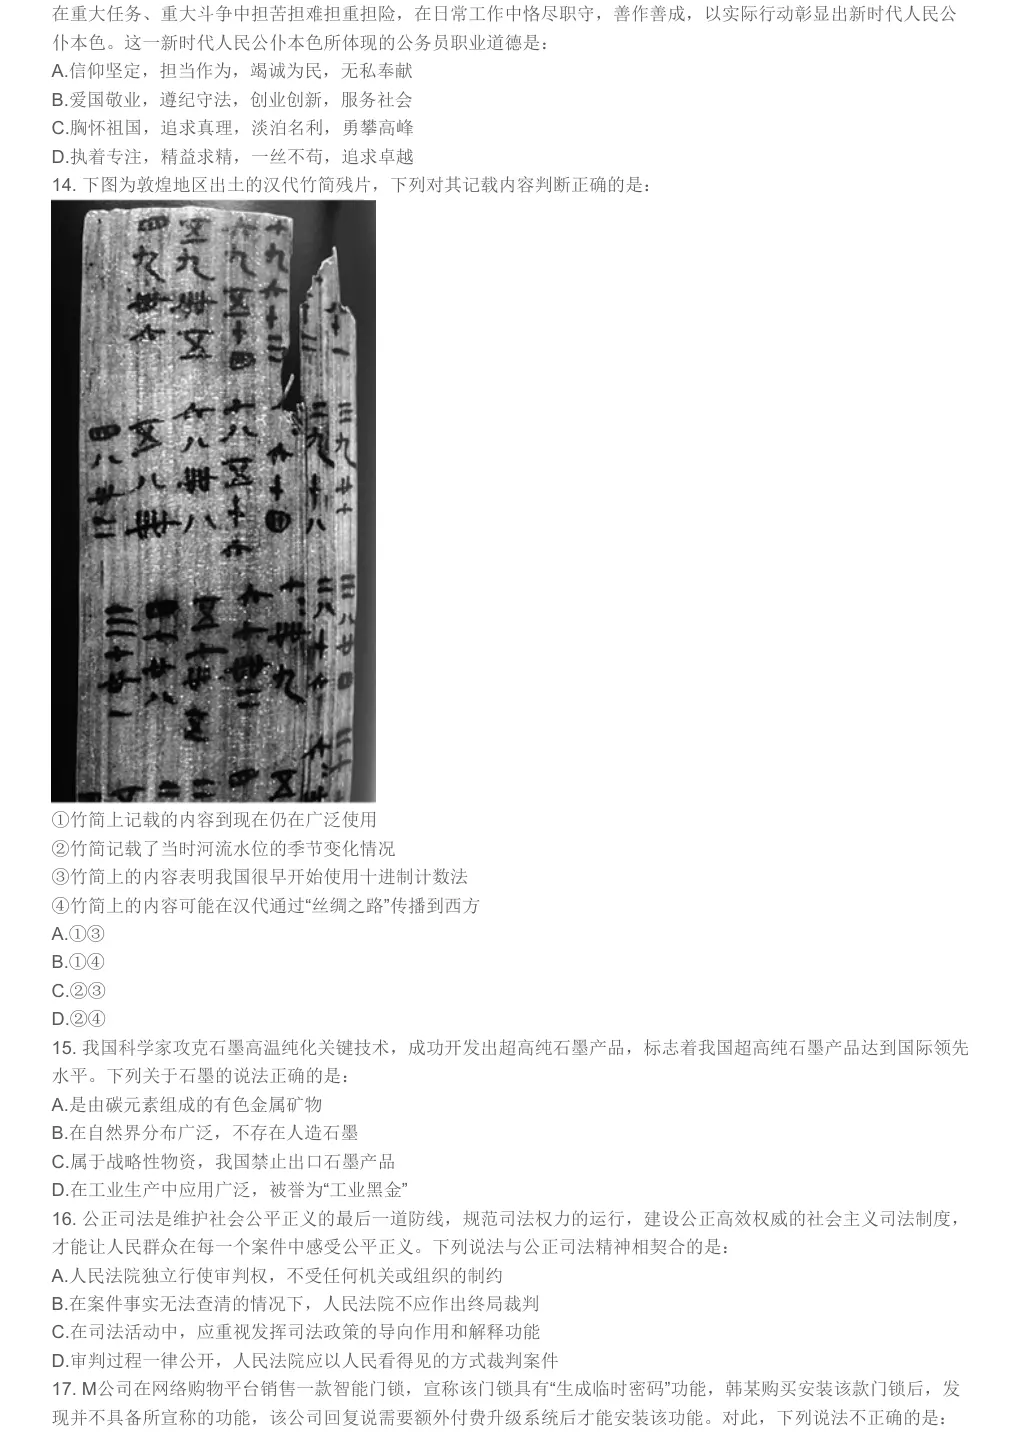 在重大任务、重大斗争中担苦担难担重担险，在日常工作中恪尽职守，善作善成，以实际行动彰显出新时代人民公
仆本色。这一新时代人民公仆本色所体现的公务员职业道德是：
A.信仰坚定，担当作为，竭诚为民，无私奉献
B.爱国敬业，遵纪守法，创业创新，服务社会
C.胸怀祖国，追求真理，淡泊名利，勇攀高峰
D.执着专注，精益求精，一丝不苟，追求卓越
14. 下图为敦煌地区出土的汉代竹简残片，下列对其记载内容判断正确的是：
①竹简上记载的内容到现在仍在广泛使用
②竹简记载了当时河流水位的季节变化情况
③竹简上的内容表明我国很早开始使用十进制计数法
④竹简上的内容可能在汉代通过“丝绸之路”传播到西方
A.①③
B.①④
C.②③
D.②④
15. 我国科学家攻克石墨高温纯化关键技术，成功开发出超高纯石墨产品，标志着我国超高纯石墨产品达到国际领先
水平。下列关于石墨的说法正确的是：
A.是由碳元素组成的有色金属矿物
B.在自然界分布广泛，不存在人造石墨
C.属于战略性物资，我国禁止出口石墨产品
D.在工业生产中应用广泛，被誉为“工业黑金”
16. 公正司法是维护社会公平正义的最后一道防线，规范司法权力的运行，建设公正高效权威的社会主义司法制度，
才能让人民群众在每一个案件中感受公平正义。下列说法与公正司法精神相契合的是：
A.人民法院独立行使审判权，不受任何机关或组织的制约
B.在案件事实无法查清的情况下，人民法院不应作出终局裁判
C.在司法活动中，应重视发挥司法政策的导向作用和解释功能
D.审判过程一律公开，人民法院应以人民看得见的方式裁判案件
17. M公司在网络购物平台销售一款智能门锁，宣称该门锁具有“生成临时密码”功能，韩某购买安装该款门锁后，发
现并不具备所宣称的功能，该公司回复说需要额外付费升级系统后才能安装该功能。对此，下列说法不正确的是：